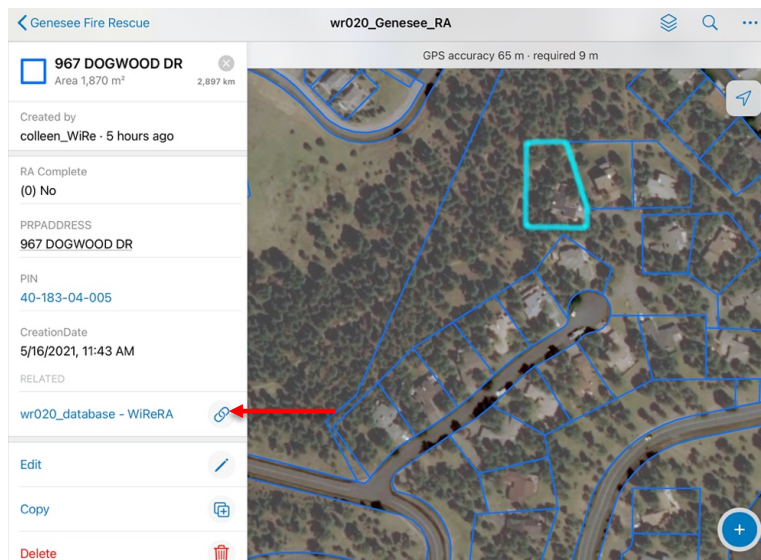 Genesee Fire Rescue
wr020_Genesee_RA
967 DOGWOOD DR
Area 1,870 m²
2,897 km
GPS accuracy 65 m · required 9 m
Created by
colleen_WiRe · 5 hours ago
RA Complete
(0) No
PRPADDRESS
967 DOGWOOD DR
PIN
40-183-04-005
CreationDate
5/16/2021, 11:43 AM
RELATED
wr020_database - WiReRA
Edit
Copy
Delete